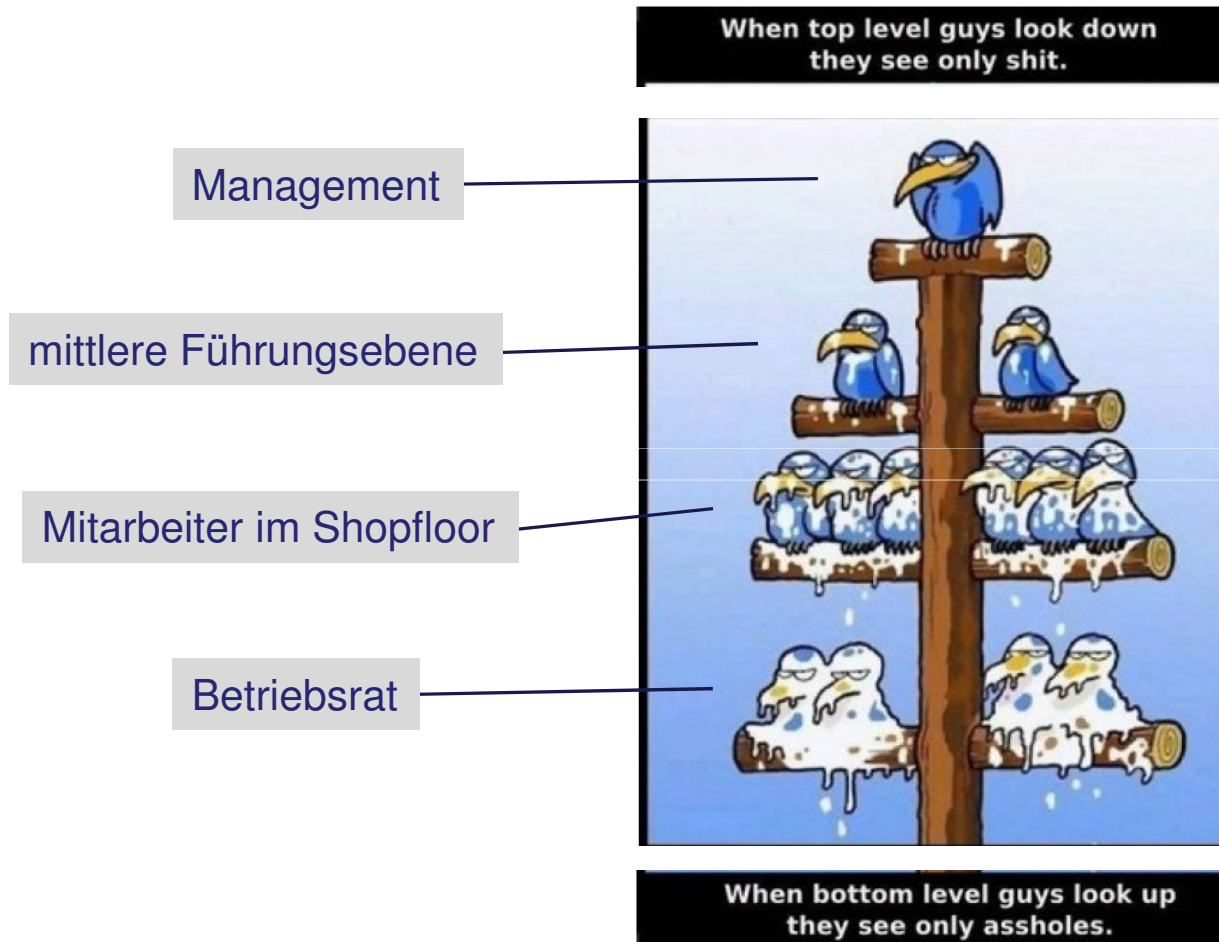 When top level guys look down
they see only shit.
Management
mittlere Führungsebene
Mitarbeiter im Shopfloor
Betriebsrat
When bottom level guys look up
they see only assholes.